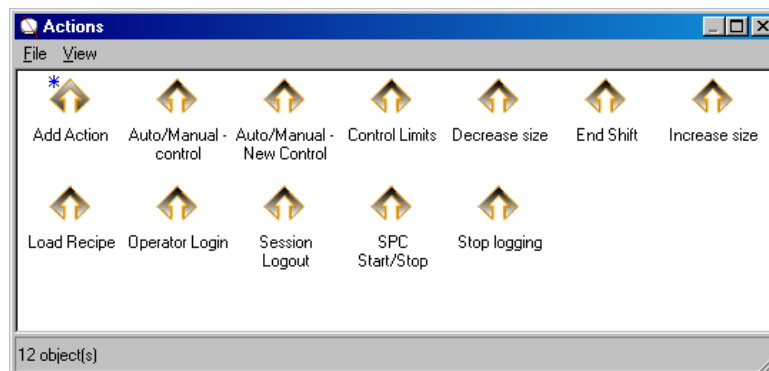 Actions
File View
Add Action
Auto/Manual -
control
Auto/Manual -
New Control
Control Limits
Decrease size
End Shift
Increase size
Load Recipe
Operator Login
Session
Logout
SPC
Start/Stop
Stop logging
12 object(s)